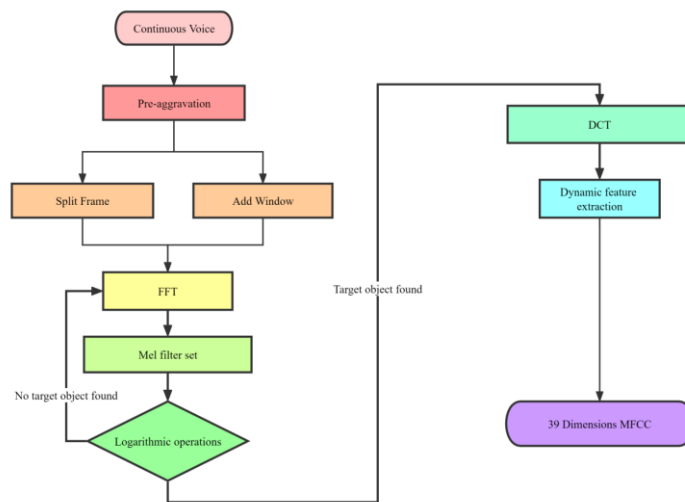 Continuous Voice
Pre-aggravation
Split Frame
Add Window
FFT
Mel filter set
No target object found
Logarithmic operations
Target object found
DCT
Dynamic feature
extraction
39 Dimensions MFCC